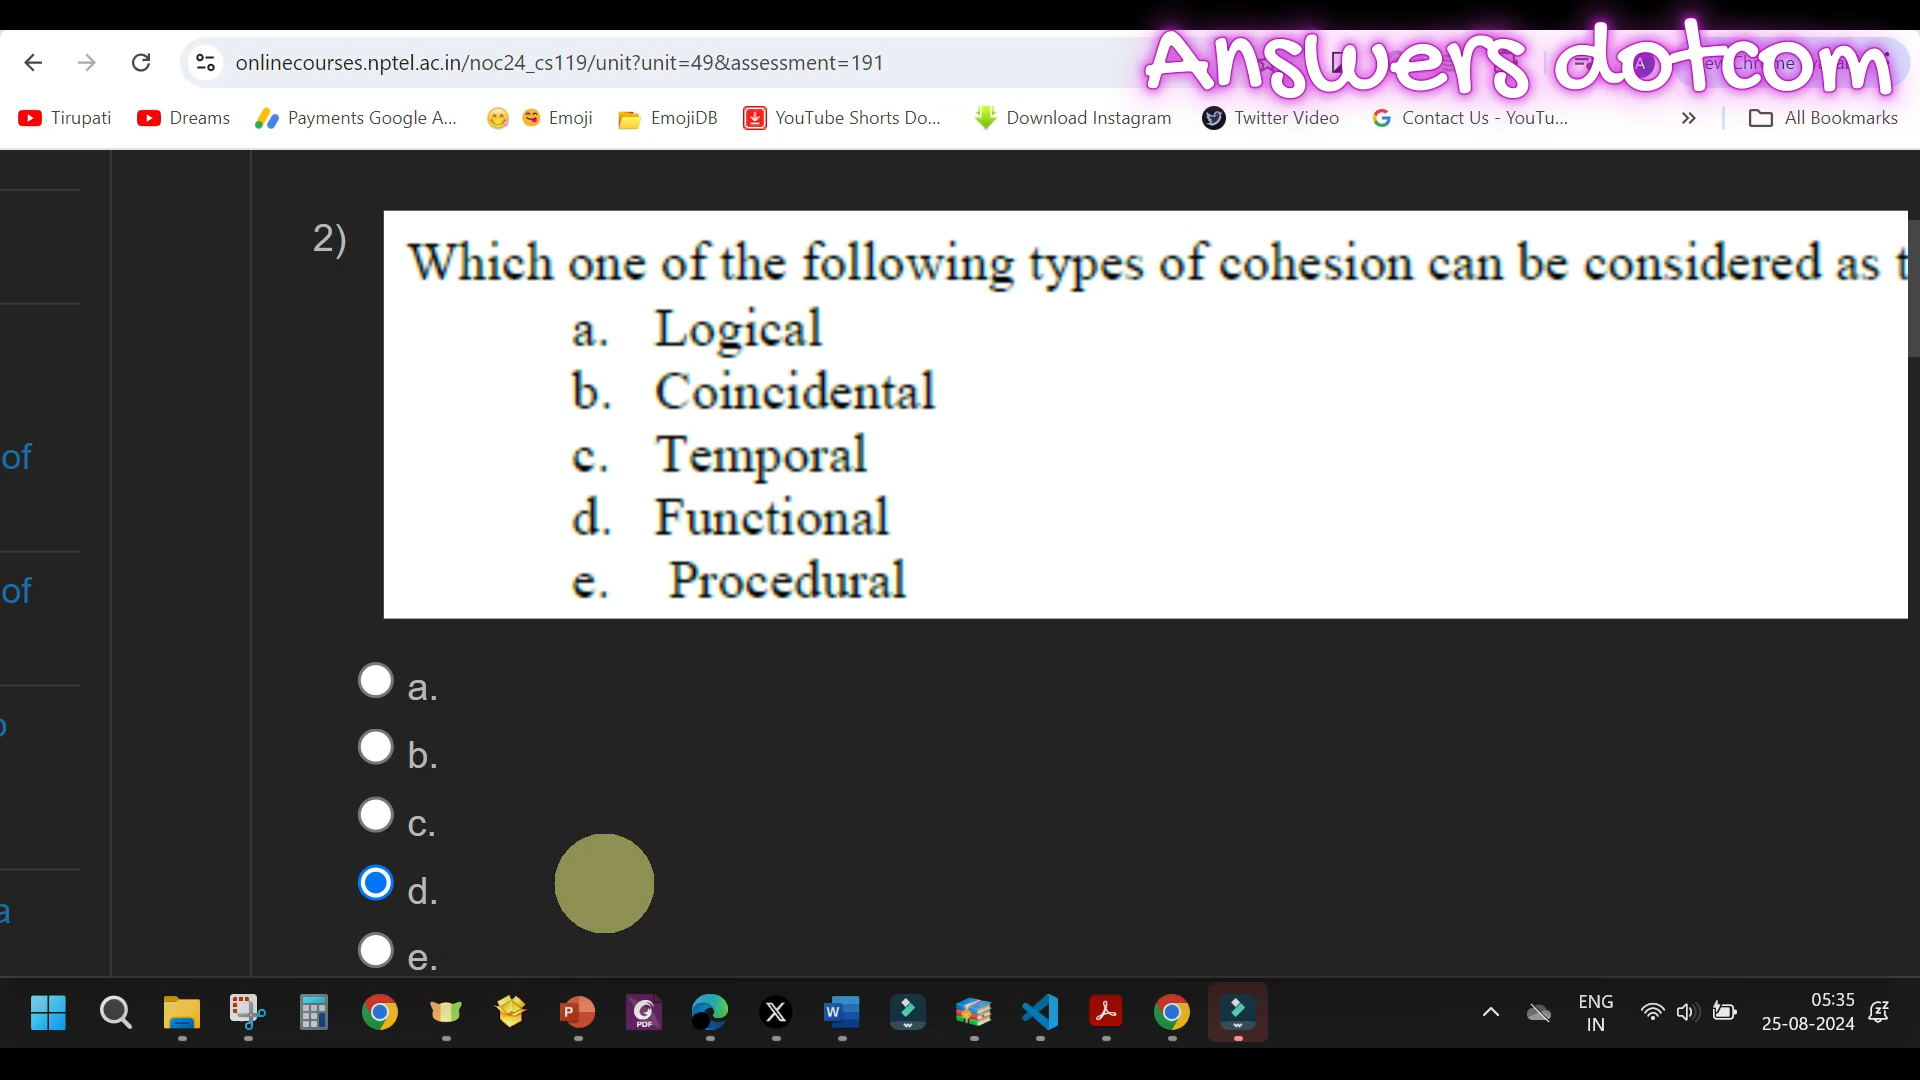 Answers dotcom
onlinecourses.nptel.ac.in/noc24_cs119/unit?unit=49&assessment=191
Tirupati Dreams Payments Google A... Emoji EmojiDB YouTube Shorts Do... Download Instagram Twitter Video Contact Us - YouTu... » All Bookmarks
2) Which one of the following types of cohesion can be considered as t
a. Logical
b. Coincidental
c. Temporal
d. Functional
e. Procedural
of
of
a.
b.
c.
d.
e.
a
ENG
IN
05:35
25-08-2024